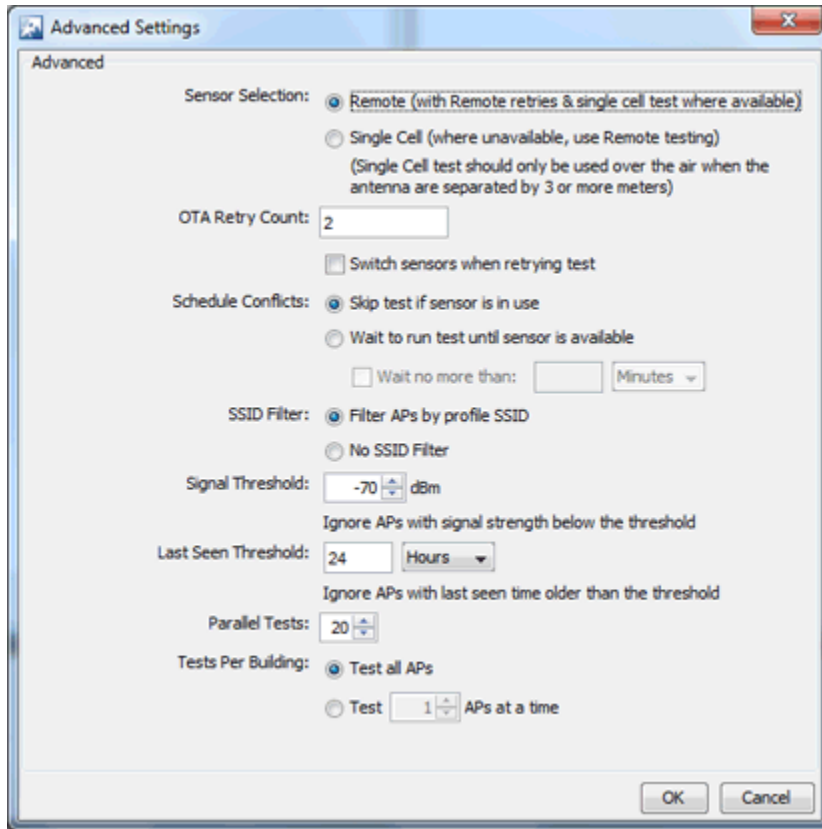 Advanced Settings
Advanced
Sensor Selection: Remote (with Remote retries & single cell test where available)
Single Cell (where unavailable, use Remote testing)
(Single Cell test should only be used over the air when the
antenna are separated by 3 or more meters)
OTA Retry Count: 2
Switch sensors when retrying test
Schedule Conflicts: Skip test if sensor is in use
Wait to run test until sensor is available
Wait no more than: Minutes
SSID Filter: Filter APs by profile SSID
No SSID Filter
Signal Threshold: -70 dBm
Ignore APs with signal strength below the threshold
Last Seen Threshold: 24 Hours
Ignore APs with last seen time older than the threshold
Parallel Tests: 20
Tests Per Building: Test all APs
Test 1 APs at a time
OK Cancel